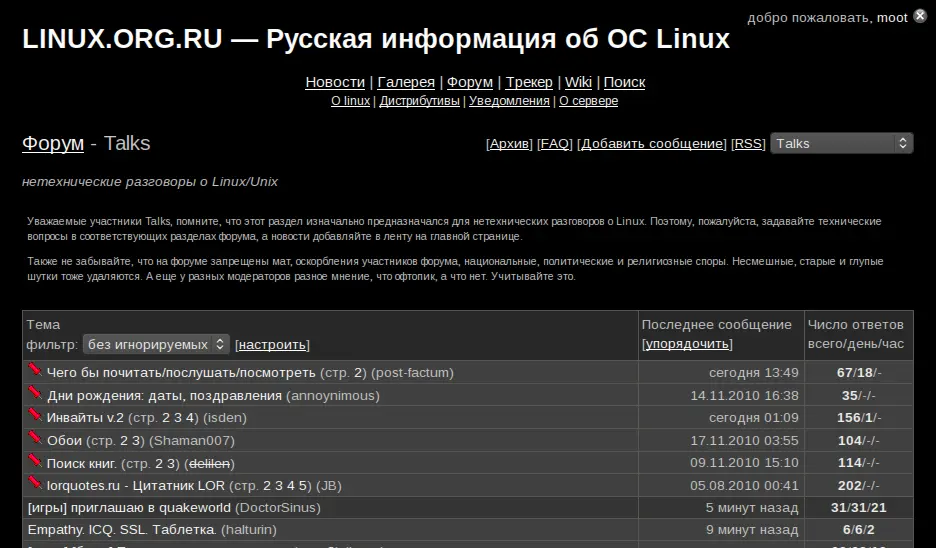 добро пожаловать, moot
LINUX.ORG.RU — Русская информация об ОС Linux
Новости | Галерея | Форум | Трекер | Wiki | Поиск
О linux | Дистрибутивы | Уведомления | О сервере
Форум - Talks
[Архив] [FAQ] [Добавить сообщение] [RSS] Talks
нетехнические разговоры о Linux/Unix
Уважаемые участники Talks, помните, что этот раздел изначально предназначался для нетехнических разговоров о Linux. Поэтому, пожалуйста, задавайте технические
вопросы в соответствующих разделах форума, а новости добавляйте в ленту на главной странице.
Также не забывайте, что на форуме запрещены мат, оскорбления участников форума, национальные, политические и религиозные споры. Несмешные, старые и глупые
шутки тоже удаляются. А еще у разных модераторов разное мнение, что офтопик, а что нет. Учитывайте это.
Тема Последнее сообщение Число ответов
фильтр: без игнорируемых [настроить] [упорядочить] всего/день/час
Чего бы почитать/послушать/посмотреть (стр. 2) (post-factum) сегодня 13:49 67/18/-
Дни рождения: даты, поздравления (annoynimous) 14.11.2010 16:38 35/-/-
Инвайты v.2 (стр. 2 3 4) (isden) сегодня 01:09 156/1/-
Обои (стр. 2 3) (Shaman007) 17.11.2010 03:55 104/-/-
Поиск книг. (стр. 2 3) (delilen) 09.11.2010 15:10 114/-/-
lorquotes.ru - Цитатник LOR (стр. 2 3 4 5) (JB) 05.08.2010 00:41 202/-/-
[игры] приглашаю в quakeworld (DoctorSinus) 5 минут назад 31/31/21
Empathy. ICQ. SSL. Таблетка. (halturin) 9 минут назад 6/6/2